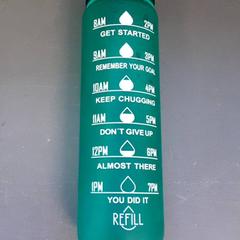 8AM 2PM
GET STARTED
9AM 3PM
REMEMBER YOUR GOAL
10AM 4PM
KEEP CHUGGING
11AM 5PM
DON'T GIVE UP
12PM 6PM
ALMOST THERE
1PM 7PM
YOU DID IT
REFILL